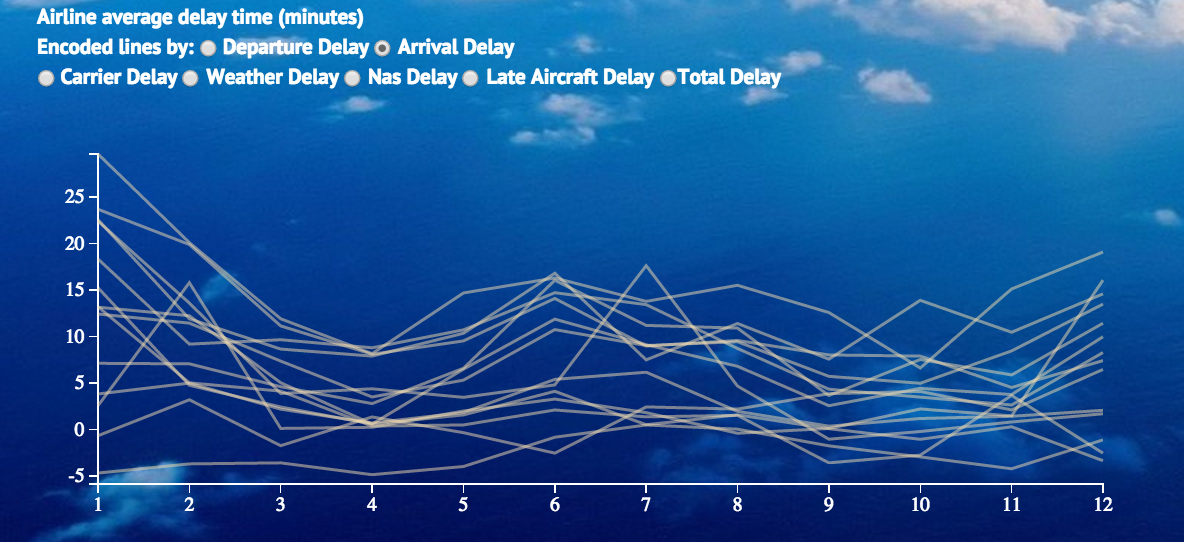 Airline average delay time (minutes)
Encoded lines by: Departure Delay Arrival Delay
Carrier Delay Weather Delay Nas Delay Late Aircraft Delay Total Delay
25
20
15
10
5
0
-5
1 2 3 4 5 6 7 8 9 10 11 12